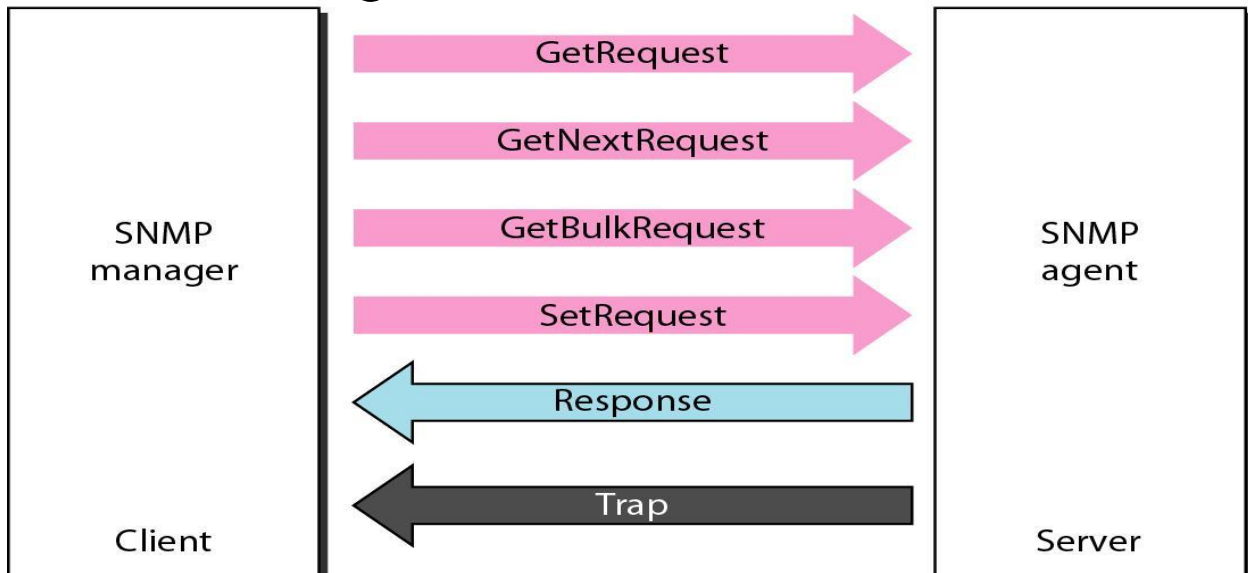 GetRequest
GetNextRequest
GetBulkRequest
SetRequest
Response
Trap
SNMP
manager
Client
SNMP
agent
Server